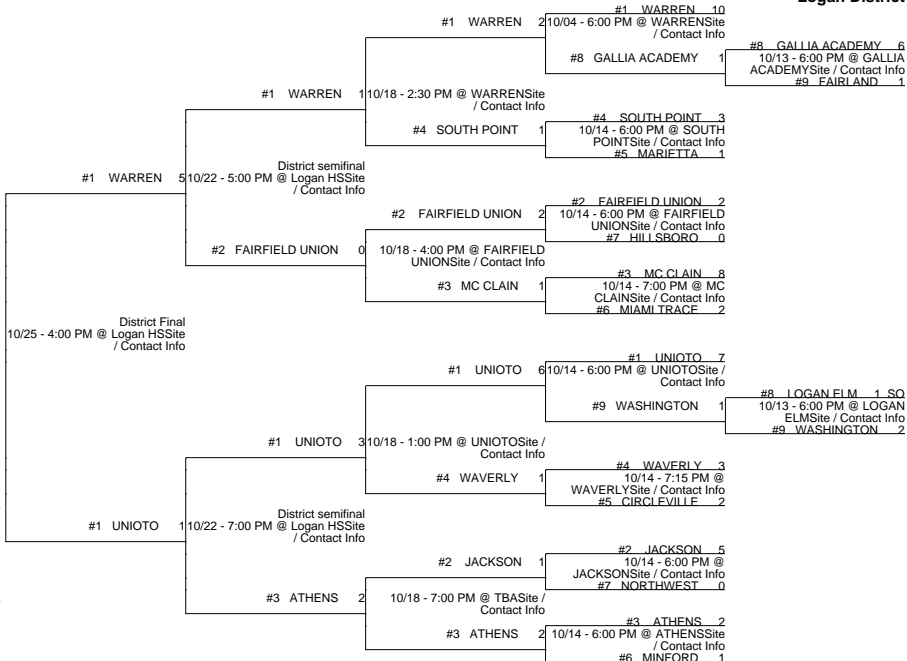 Logan District
#1 WARREN 10
#1 WARREN 2
10/04 - 6:00 PM @ WARRENSite
/ Contact Info
#8 GALLIA ACADEMY 6
#8 GALLIA ACADEMY 1
10/13 - 6:00 PM @ GALLIA
ACADEMYSite / Contact Info
#9 FAIRLAND 1
#1 WARREN 1
10/18 - 2:30 PM @ WARRENSite
/ Contact Info
#4 SOUTH POINT 3
#4 SOUTH POINT 1
10/14 - 6:00 PM @ SOUTH
POINTSite / Contact Info
#5 MARIETTA 1
#1 WARREN 5
District semifinal
10/22 - 5:00 PM @ Logan HSSite
/ Contact Info
#2 FAIRFIELD UNION 2
#2 FAIRFIELD UNION 2
10/14 - 6:00 PM @ FAIRFIELD
UNIONSite / Contact Info
#7 HILLSBORO 0
#2 FAIRFIELD UNION 0
10/18 - 4:00 PM @ FAIRFIELD
UNIONSite / Contact Info
#3 MC CLAIN 8
#3 MC CLAIN 1
10/14 - 7:00 PM @ MC
CLAINSite / Contact Info
#6 MIAMI TRACE 2
District Final
10/25 - 4:00 PM @ Logan HSSite
/ Contact Info
#1 UNIOTO 7
#1 UNIOTO 6
10/14 - 6:00 PM @ UNIOTOSite /
Contact Info
#8 LOGAN ELM 1 SO
#9 WASHINGTON 1
10/13 - 6:00 PM @ LOGAN
ELMSite / Contact Info
#9 WASHINGTON 2
#1 UNIOTO 3
10/18 - 1:00 PM @ UNIOTOSite /
Contact Info
#4 WAVERLY 3
#4 WAVERLY 1
10/14 - 7:15 PM @
WAVERLYSite / Contact Info
#5 CIRCLEVILLE 2
#1 UNIOTO 1
District semifinal
10/22 - 7:00 PM @ Logan HSSite
/ Contact Info
#2 JACKSON 5
#2 JACKSON 1
10/14 - 6:00 PM @
JACKSONSite / Contact Info
#7 NORTHWEST 0
#3 ATHENS 2
10/18 - 7:00 PM @ TBASite /
Contact Info
#3 ATHENS 2
#3 ATHENS 2
10/14 - 6:00 PM @ ATHENSSite
/ Contact Info
#6 MINFORD 1